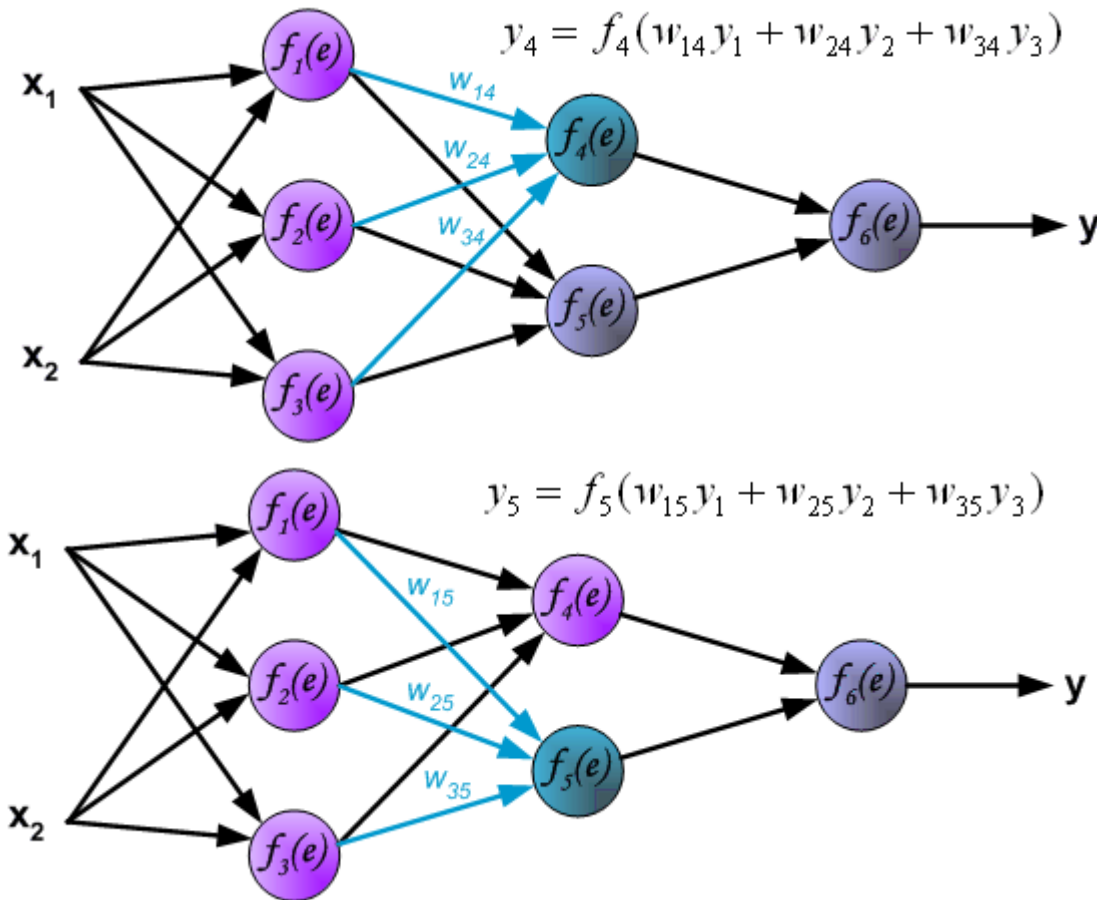 y₄ = f₄(w₁₄y₁ + w₂₄y₂ + w₃₄y₃)
f₁(e)
x₁
w₁₄
f₄(e)
w₂₄
f₂(e)
w₃₄
f₆(e)
y
f₅(e)
x₂
f₃(e)
y₅ = f₅(w₁₅y₁ + w₂₅y₂ + w₃₅y₃)
f₁(e)
x₁
w₁₅
f₄(e)
f₂(e)
w₂₅
f₆(e)
y
f₅(e)
w₃₅
x₂
f₃(e)